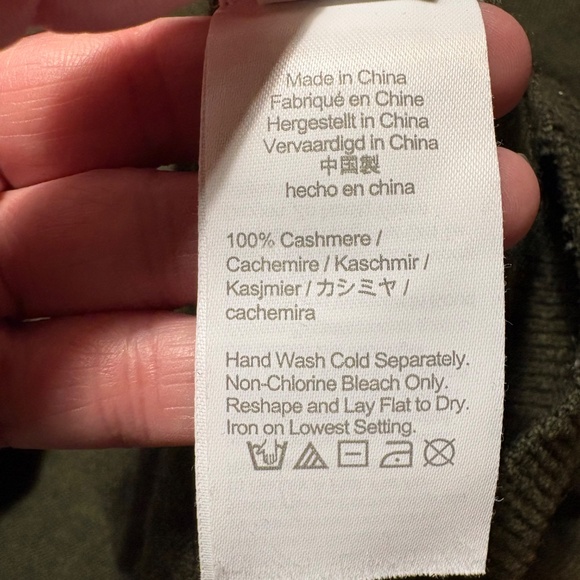 Made in China
Fabriqué en Chine
Hergestellt in China
Vervaardigd in China
中国製
hecho en china
100% Cashmere /
Cachemire / Kaschmir /
Kasjmier / カシミヤ /
cachemira
Hand Wash Cold Separately.
Non-Chlorine Bleach Only.
Reshape and Lay Flat to Dry.
Iron on Lowest Setting.